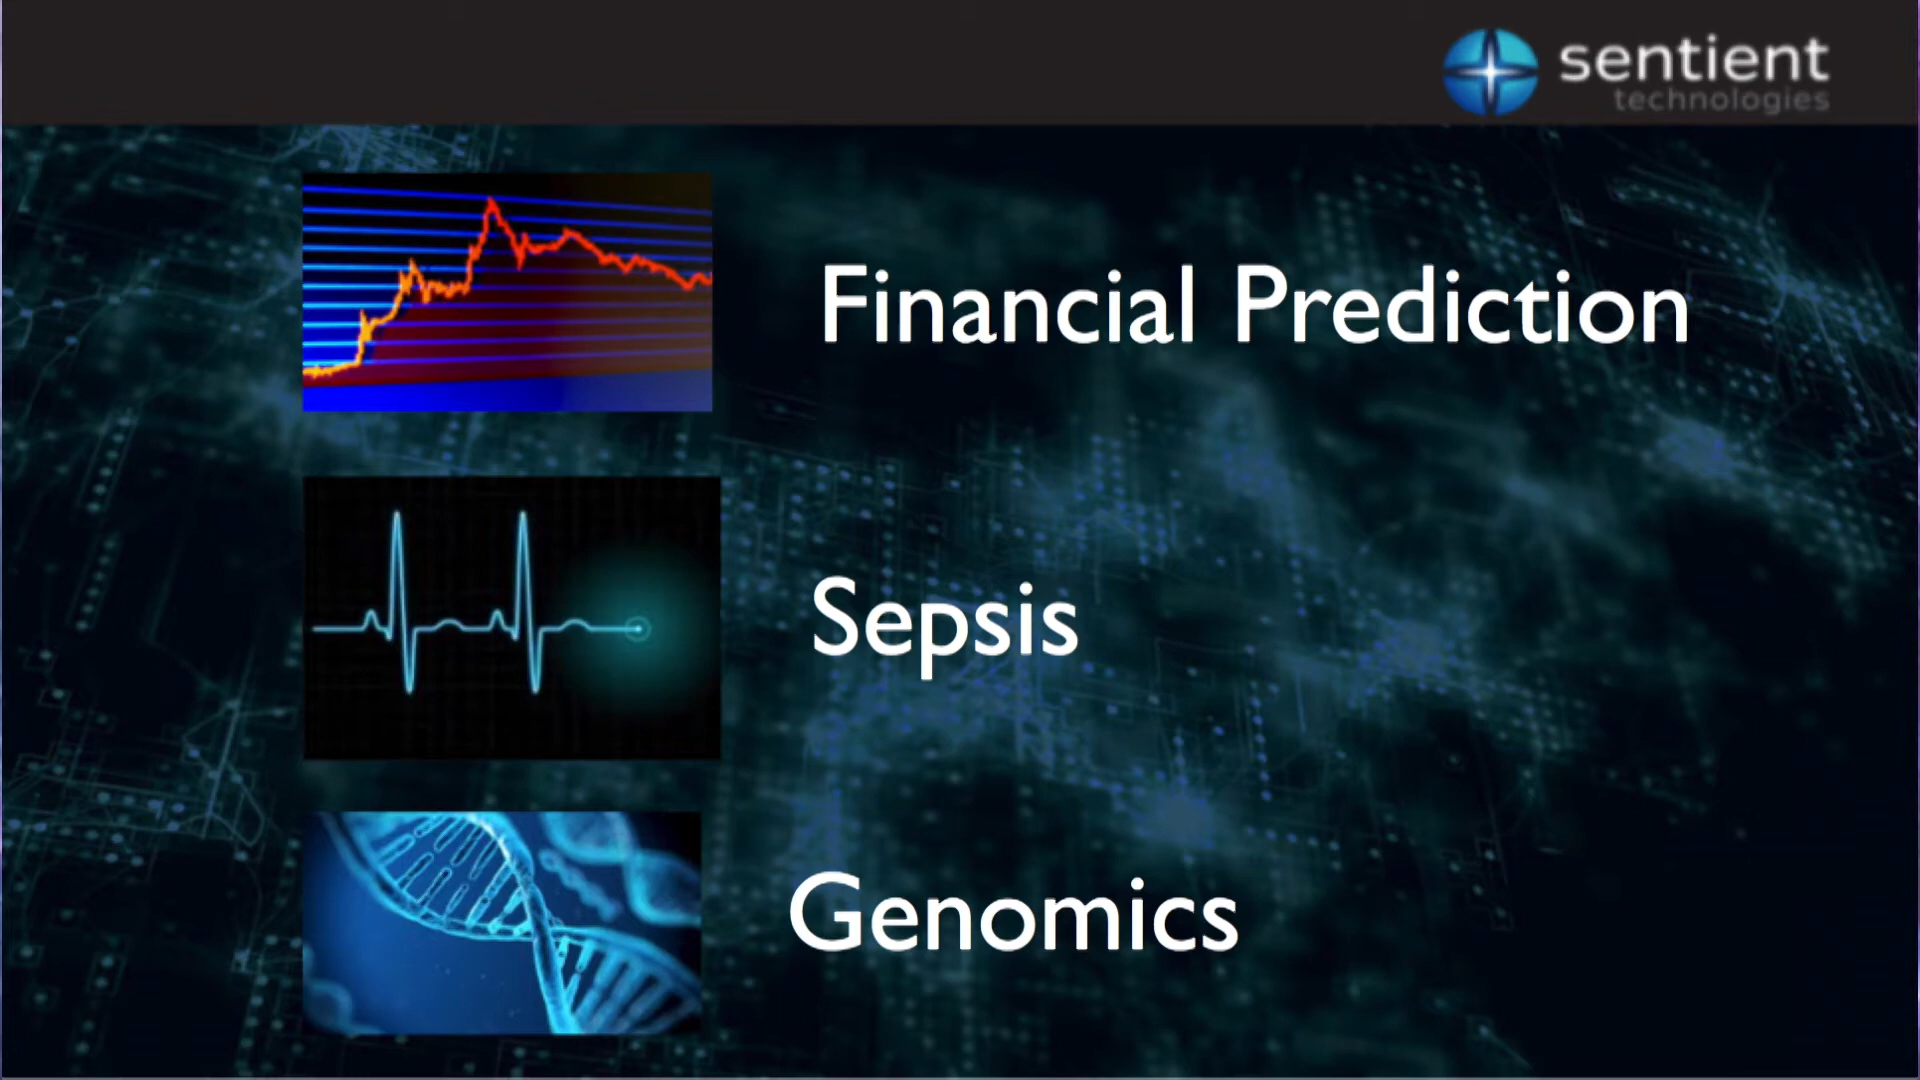 sentient
technologies
Financial Prediction
Sepsis
Genomics